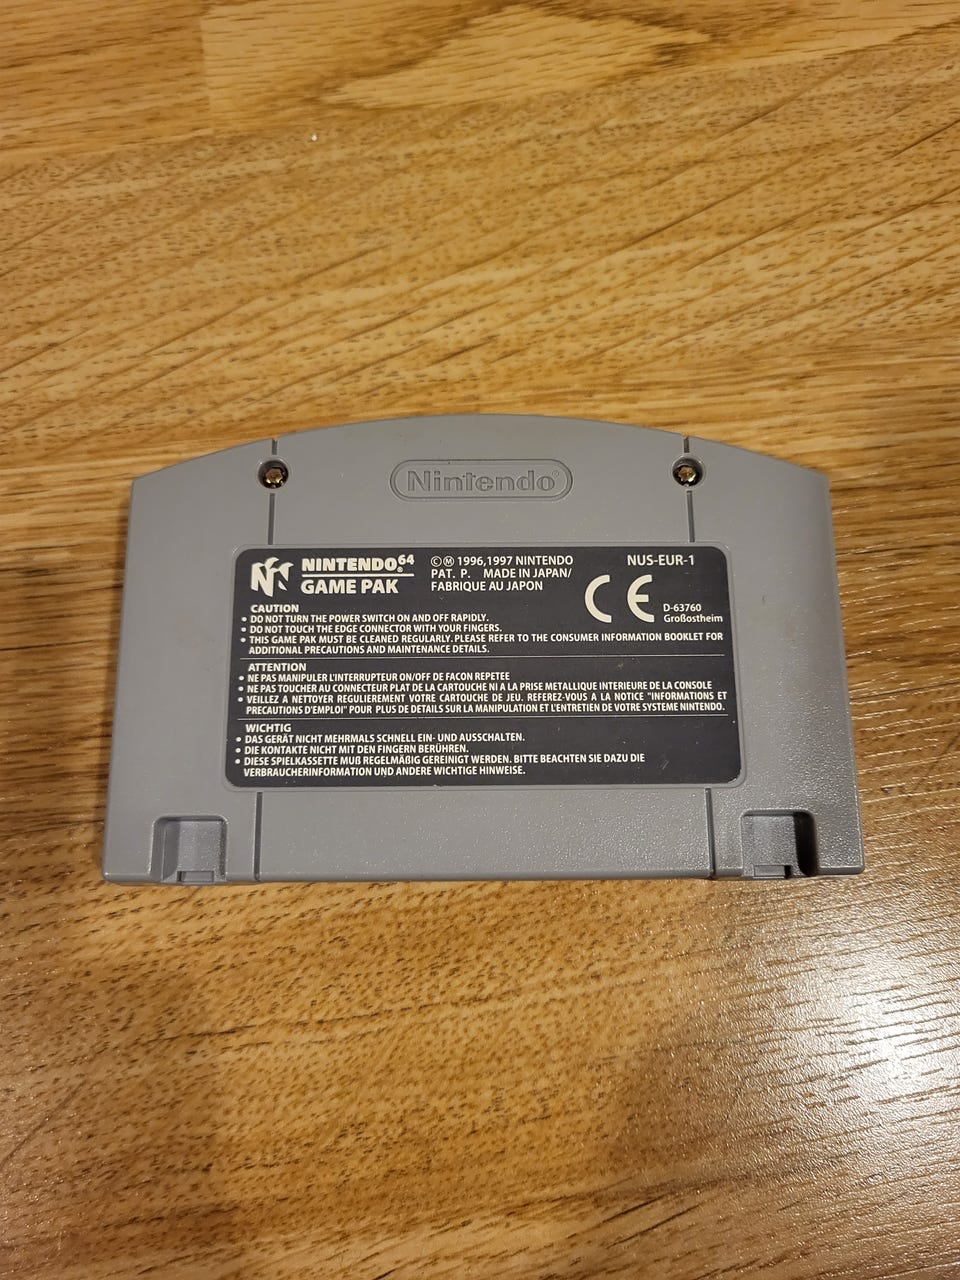 Nintendo®
NINTENDO®64
GAME PAK
©Ⓜ 1996,1997 NINTENDO
PAT. P. MADE IN JAPAN/
FABRIQUE AU JAPON
NUS-EUR-1
CE
D-63760
Großostheim
CAUTION
• DO NOT TURN THE POWER SWITCH ON AND OFF RAPIDLY.
• DO NOT TOUCH THE EDGE CONNECTOR WITH YOUR FINGERS.
• THIS GAME PAK MUST BE CLEANED REGULARLY. PLEASE REFER TO THE CONSUMER INFORMATION BOOKLET FOR
ADDITIONAL PRECAUTIONS AND MAINTENANCE DETAILS.
ATTENTION
• NE PAS MANIPULER L'INTERRUPTEUR ON/OFF DE FACON REPETEE
• NE PAS TOUCHER AU CONNECTEUR PLAT DE LA CARTOUCHE NI A LA PRISE METALLIQUE INTERIEURE DE LA CONSOLE
• VEILLEZ A NETTOYER REGULIEREMENT VOTRE CARTOUCHE DE JEU. REFEREZ-VOUS A LA NOTICE "INFORMATIONS ET
PRECAUTIONS D'EMPLOI" POUR PLUS DE DETAILS SUR LA MANIPULATION ET L'ENTRETIEN DE VOTRE SYSTEME NINTENDO.
WICHTIG
• DAS GERÄT NICHT MEHRMALS SCHNELL EIN- UND AUSSCHALTEN.
• DIE KONTAKTE NICHT MIT DEN FINGERN BERÜHREN.
• DIESE SPIELKASSETTE MUß REGELMÄßIG GEREINIGT WERDEN. BITTE BEACHTEN SIE DAZU DIE
VERBRAUCHERINFORMATION UND ANDERE WICHTIGE HINWEISE.